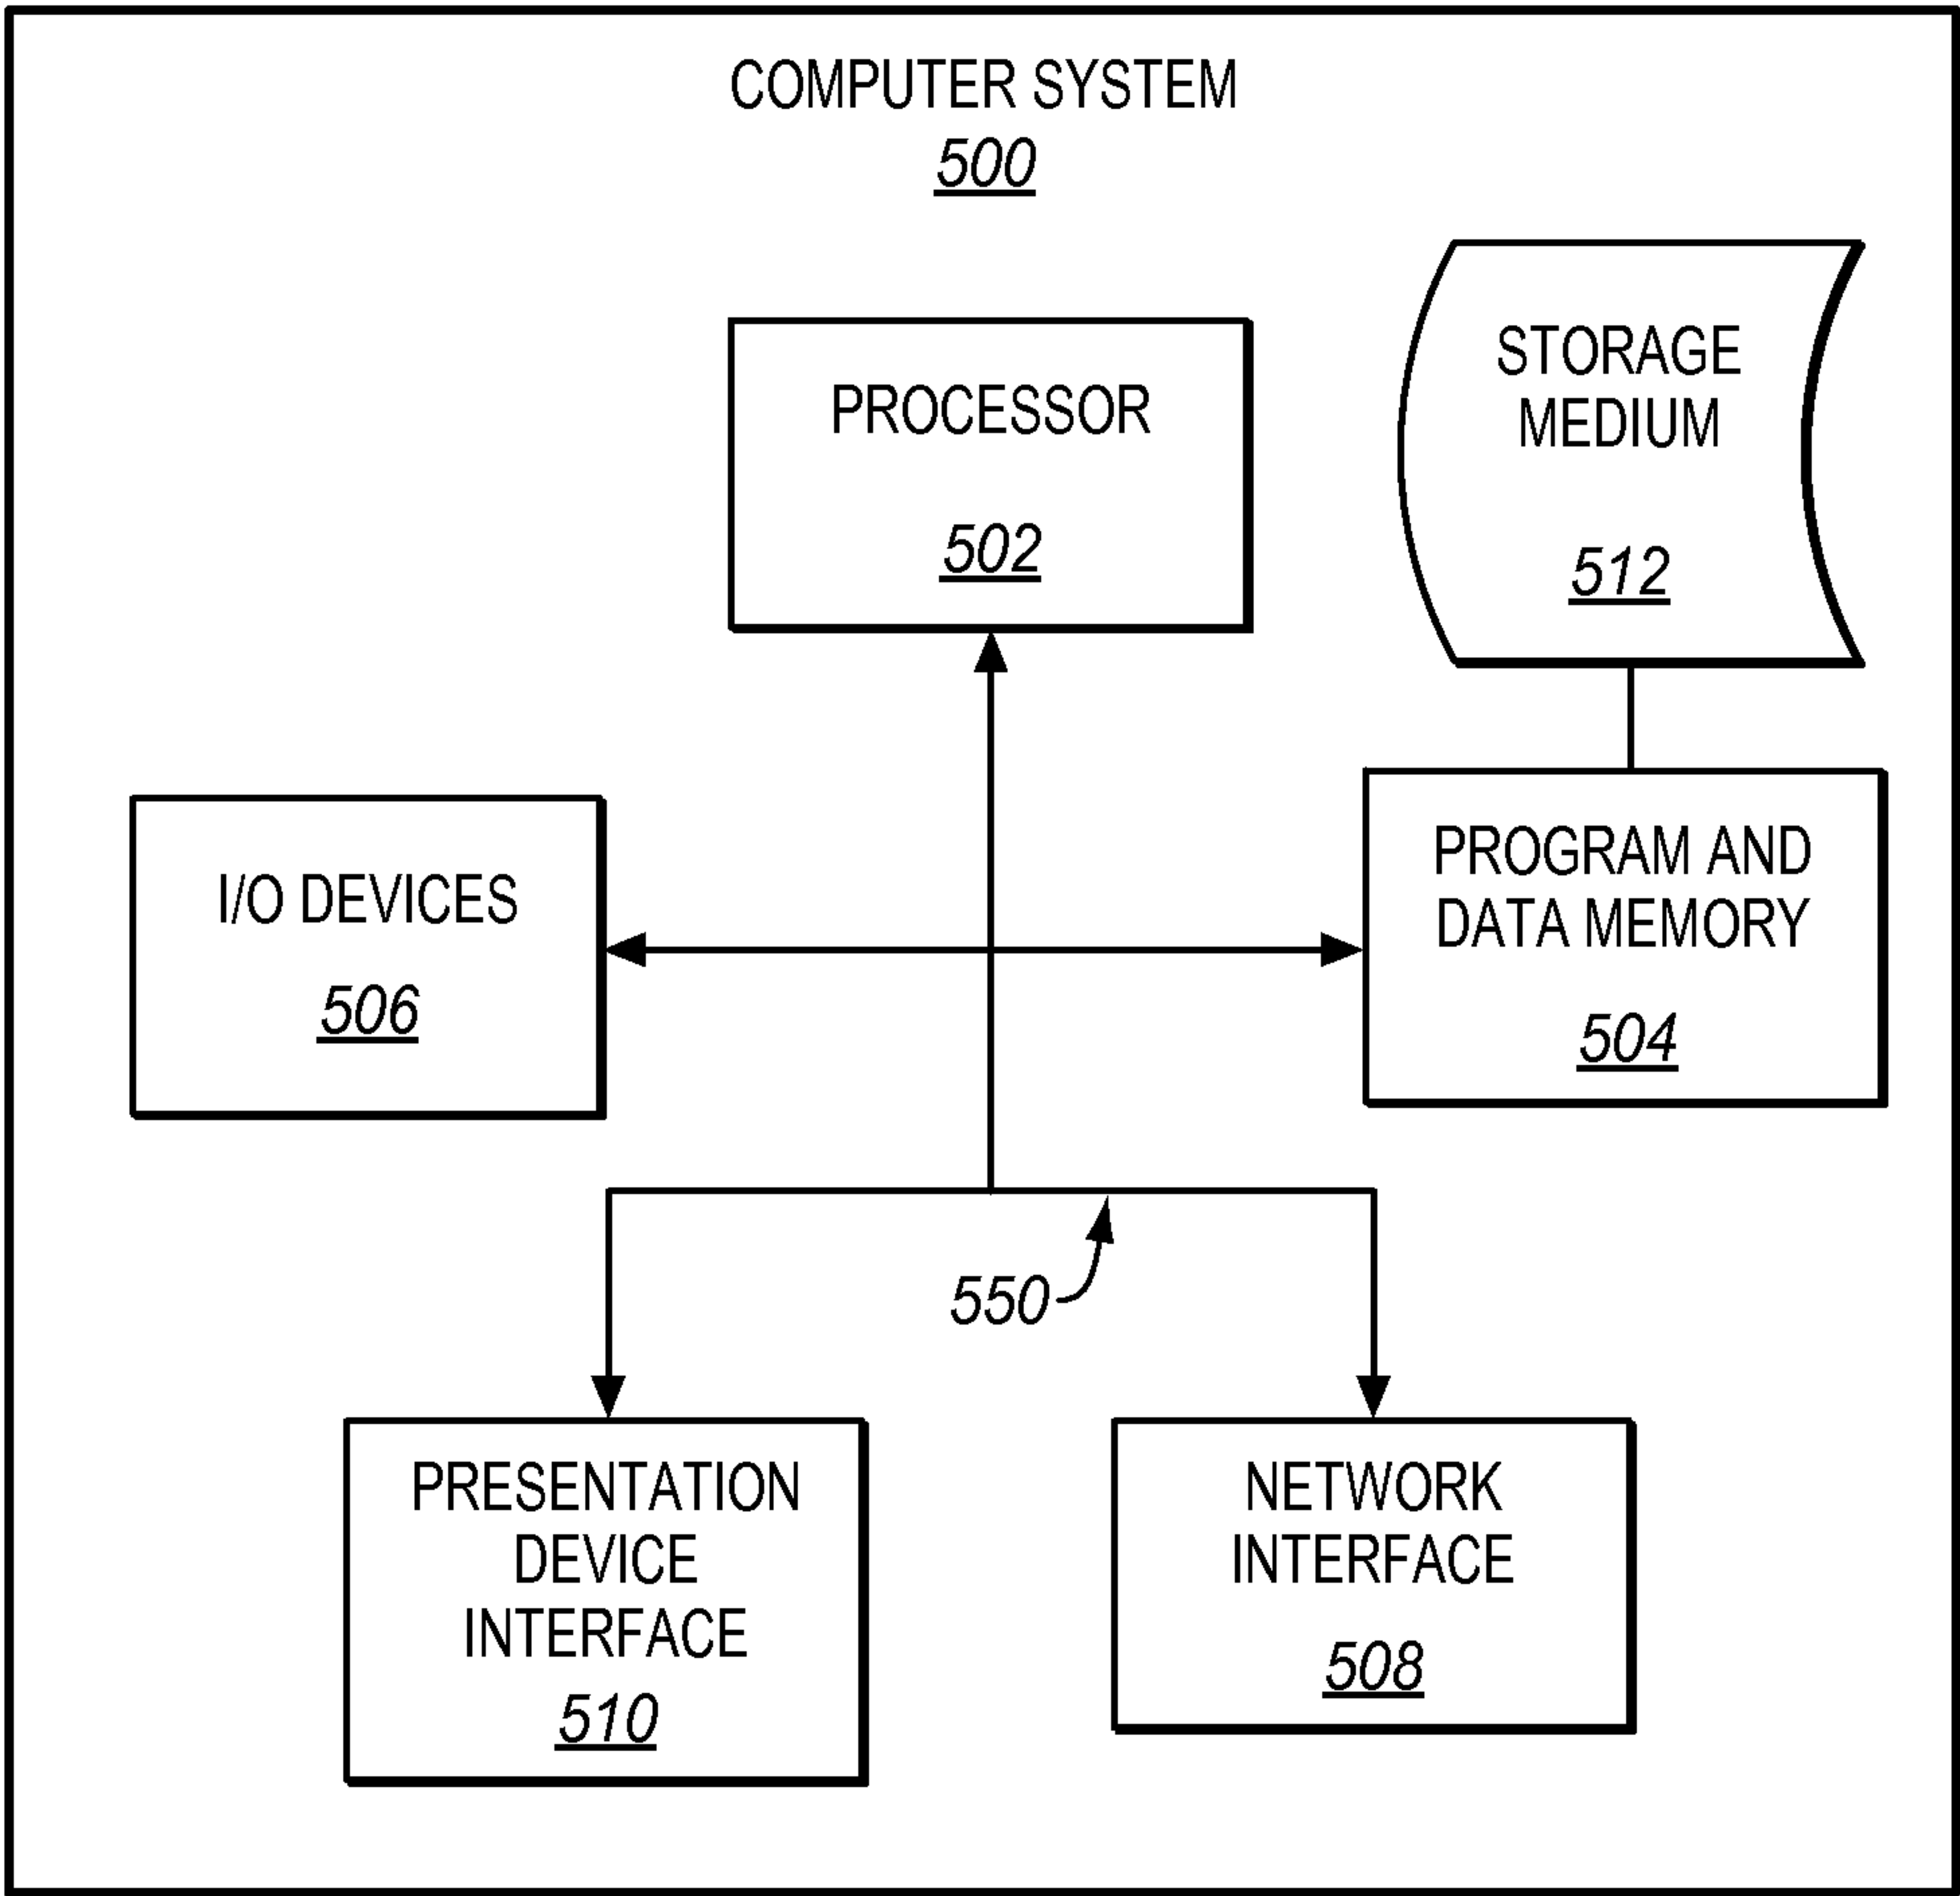 COMPUTER SYSTEM
500
PROCESSOR
502
STORAGE
MEDIUM
512
I/O DEVICES
506
PROGRAM AND
DATA MEMORY
504
550
PRESENTATION
DEVICE
INTERFACE
510
NETWORK
INTERFACE
508